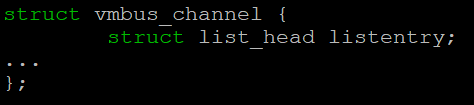 struct vmbus_channel {
        struct list_head listentry;
...
};